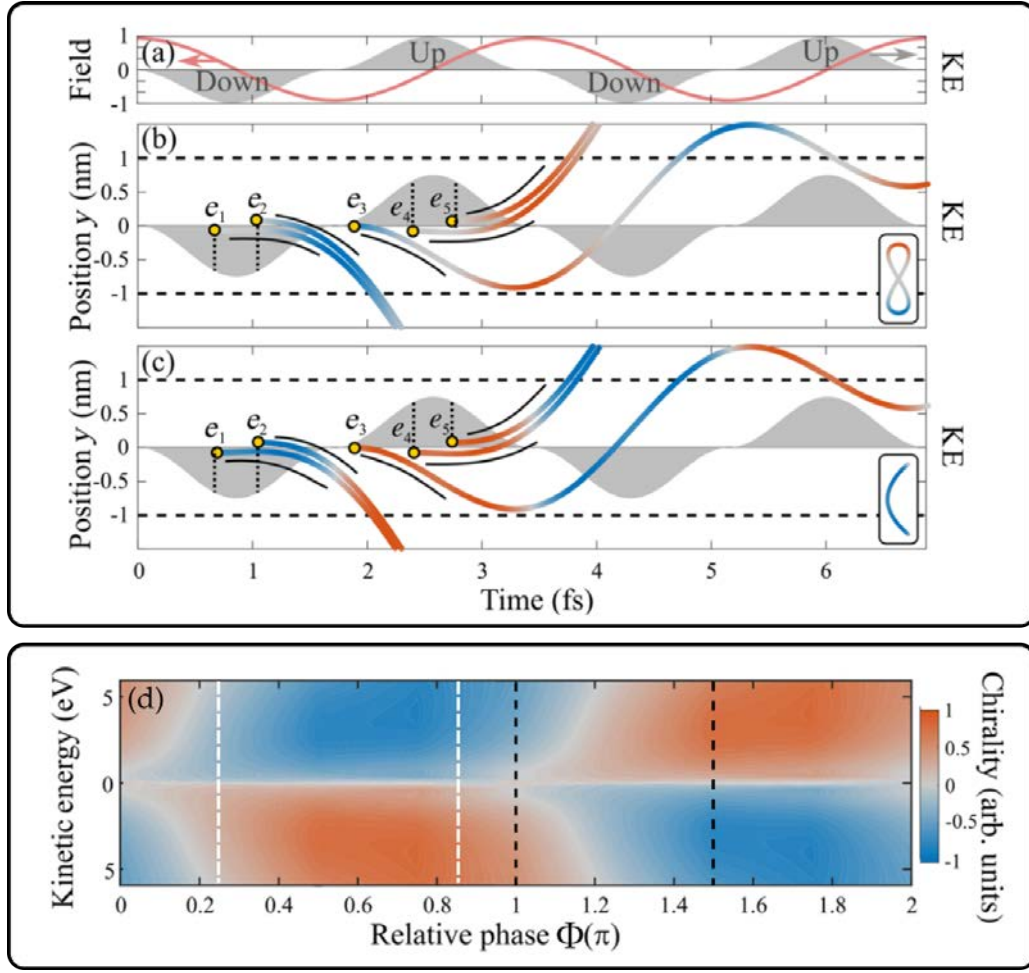 (a)
Field
1
0
-1
Down
Up
Down
Up
KE
(b)
Position y (nm)
1
0.5
0
-0.5
-1
e1
e2
e3
e4
e5
KE
(c)
Position y (nm)
1
0.5
0
-0.5
-1
e1
e2
e3
e4
e5
KE
0 1 2 3 4 5 6
Time (fs)
(d)
Kinetic energy (eV)
5
0
5
0 0.2 0.4 0.6 0.8 1 1.2 1.4 1.6 1.8 2
Relative phase Φ(π)
1
0.5
0
-0.5
-1
Chirality (arb. units)